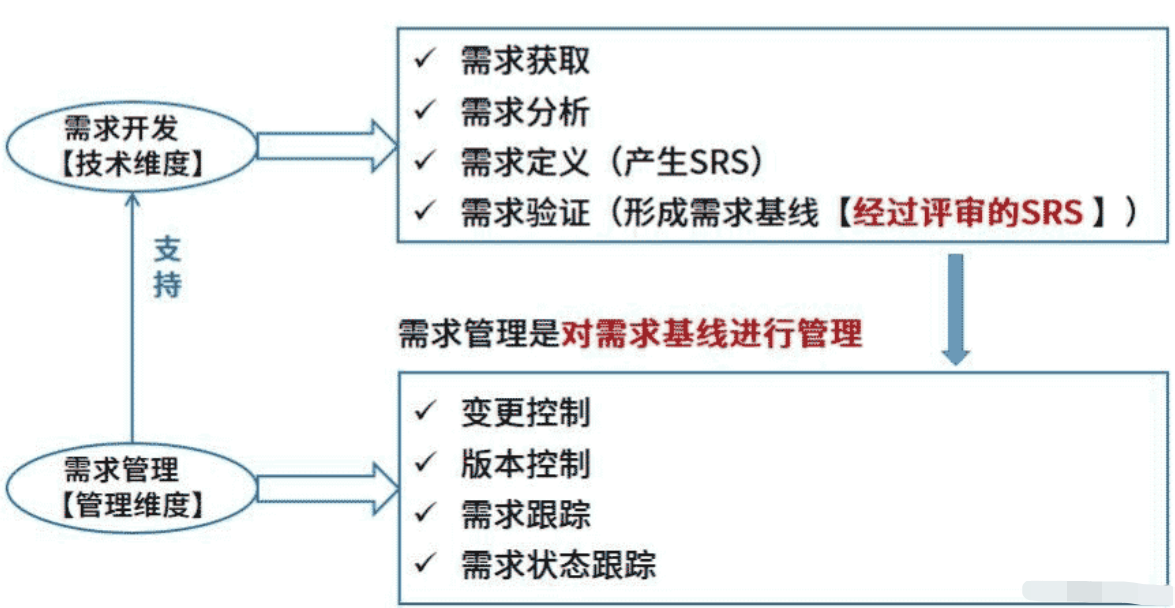 需求开发
【技术维度】
✓ 需求获取
✓ 需求分析
✓ 需求定义（产生SRS）
✓ 需求验证（形成需求基线【经过评审的SRS 】）
支
持
需求管理是对需求基线进行管理
需求管理
【管理维度】
✓ 变更控制
✓ 版本控制
✓ 需求跟踪
✓ 需求状态跟踪